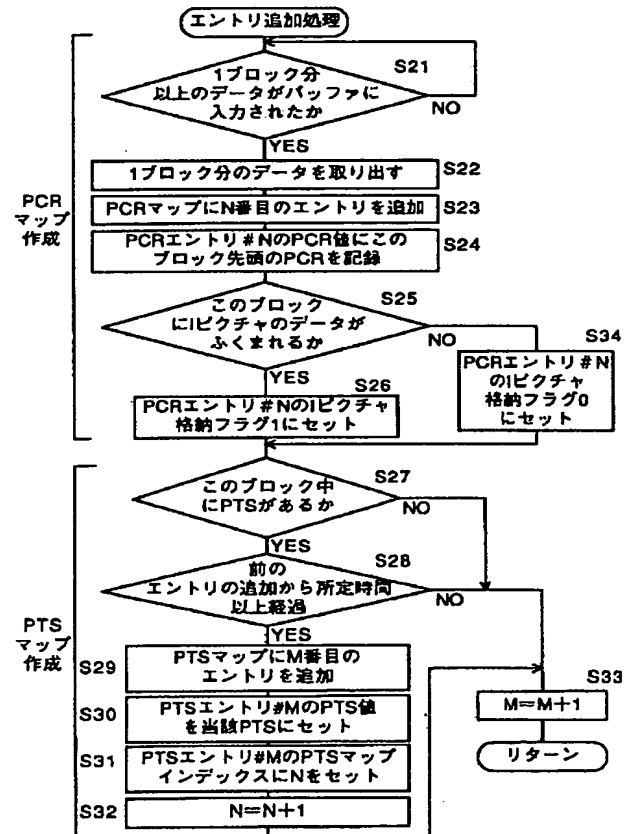 エントリ追加処理
S21
1ブロック分
以上のデータがバッファに
入力されたか
NO
YES
1ブロック分のデータを取り出す
S22
PCRマップにN番目のエントリを追加
S23
PCRエントリ#NのPCR値にこの
ブロック先頭のPCRを記録
S24
PCR
マップ
作成
S25
このブロック
にIピクチャのデータが
ふくまれるか
NO
YES
S34
PCRエントリ#N
のIピクチャ
格納フラグ0
にセット
S26
PCRエントリ#NのIピクチャ
格納フラグ1にセット
S27
このブロック中
にPTSがあるか
NO
YES
S28
前の
エントリの追加から所定時間
以上経過
NO
YES
PTS
マップ
作成
S29
PTSマップにM番目の
エントリを追加
S30
PTSエントリ#MのPTS値
を当該PTSにセット
S31
PTSエントリ#MのPTSマップ
インデックスにNをセット
S32
N=N+1
S33
M=M+1
リターン